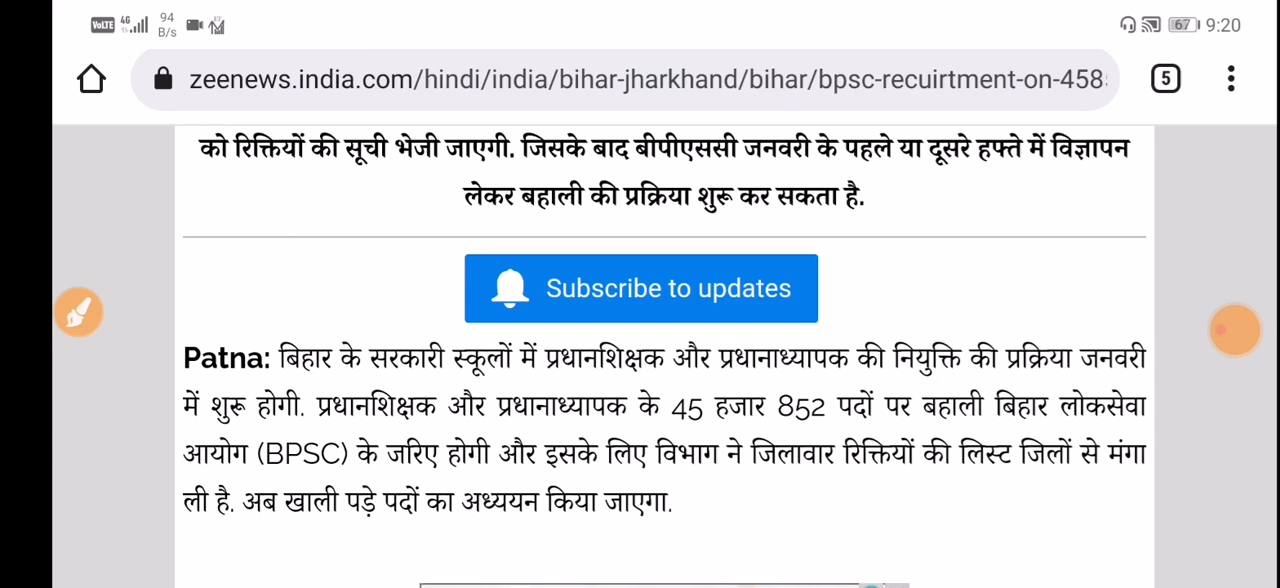 VoLTE 4G 94 B/s 67 9:20
zeenews.india.com/hindi/india/bihar-jharkhand/bihar/bpsc-recuirtment-on-458 5
को रिक्तियों की सूची भेजी जाएगी. जिसके बाद बीपीएससी जनवरी के पहले या दूसरे हफ्ते में विज्ञापन
लेकर बहाली की प्रक्रिया शुरू कर सकता है.
Subscribe to updates
Patna: बिहार के सरकारी स्कूलों में प्रधानशिक्षक और प्रधानाध्यापक की नियुक्ति की प्रक्रिया जनवरी
में शुरू होगी. प्रधानशिक्षक और प्रधानाध्यापक के 45 हजार 852 पदों पर बहाली बिहार लोकसेवा
आयोग (BPSC) के जरिए होगी और इसके लिए विभाग ने जिलावार रिक्तियों की लिस्ट जिलों से मंगा
ली है. अब खाली पड़े पदों का अध्ययन किया जाएगा.